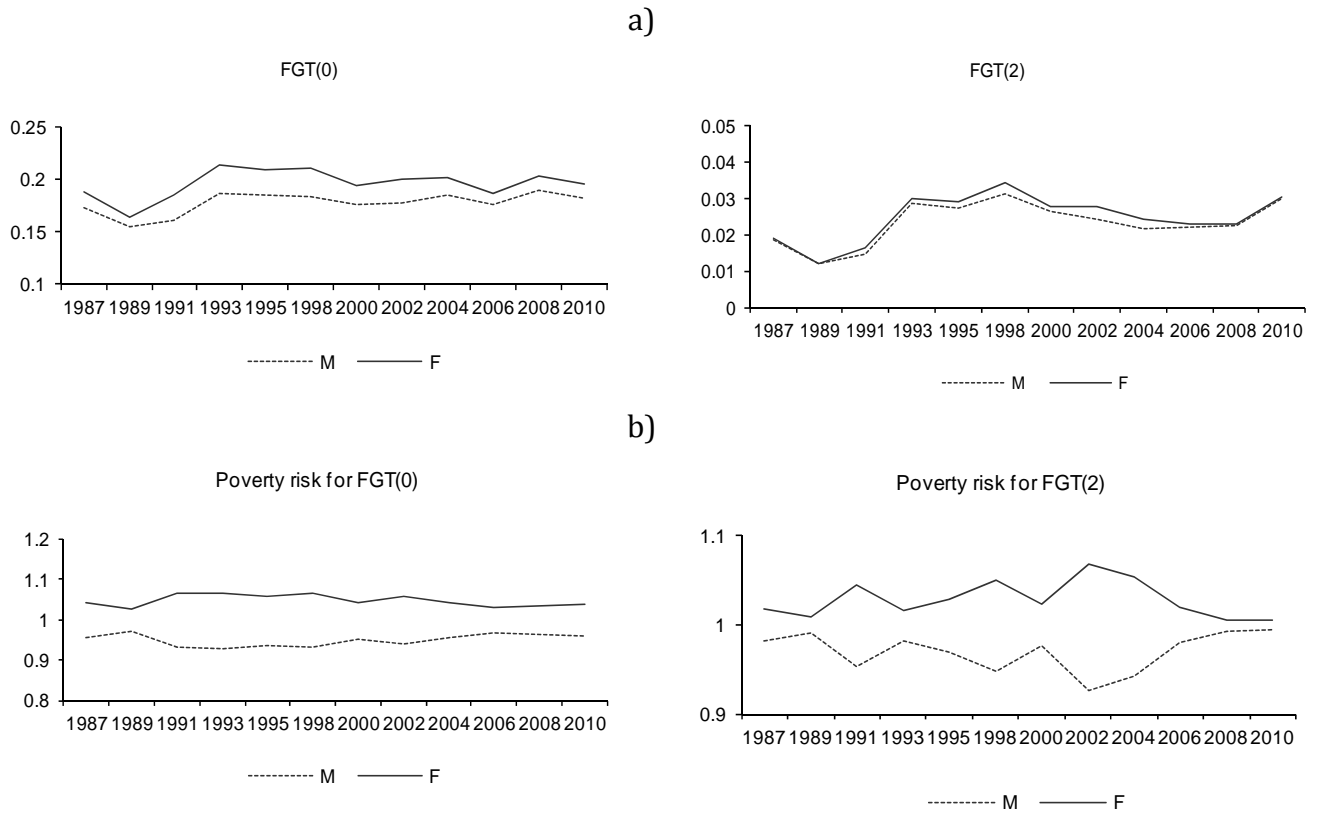 a)
FGT(0)
0.25
0.2
0.15
0.1
1987 1989 1991 1993 1995 1998 2000 2002 2004 2006 2008 2010
M F
FGT(2)
0.05
0.04
0.03
0.02
0.01
0
1987 1989 1991 1993 1995 1998 2000 2002 2004 2006 2008 2010
M F
b)
Poverty risk for FGT(0)
1.2
1.1
1
0.9
0.8
1987 1989 1991 1993 1995 1998 2000 2002 2004 2006 2008 2010
M F
Poverty risk for FGT(2)
1.1
1
0.9
1987 1989 1991 1993 1995 1998 2000 2002 2004 2006 2008 2010
M F